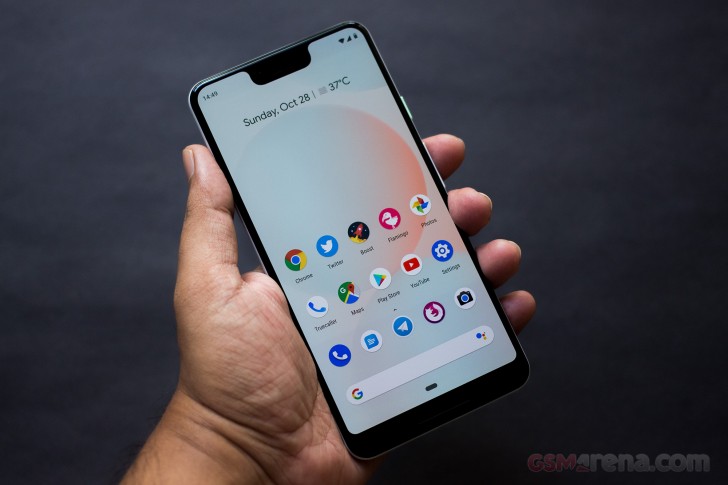 14:49
Sunday, Oct 28 | 37°C
Chrome
Twitter
Boost
Flamingo
Photos
Truecaller
Maps
Play Store
YouTube
Settings
G
GSMArena.com